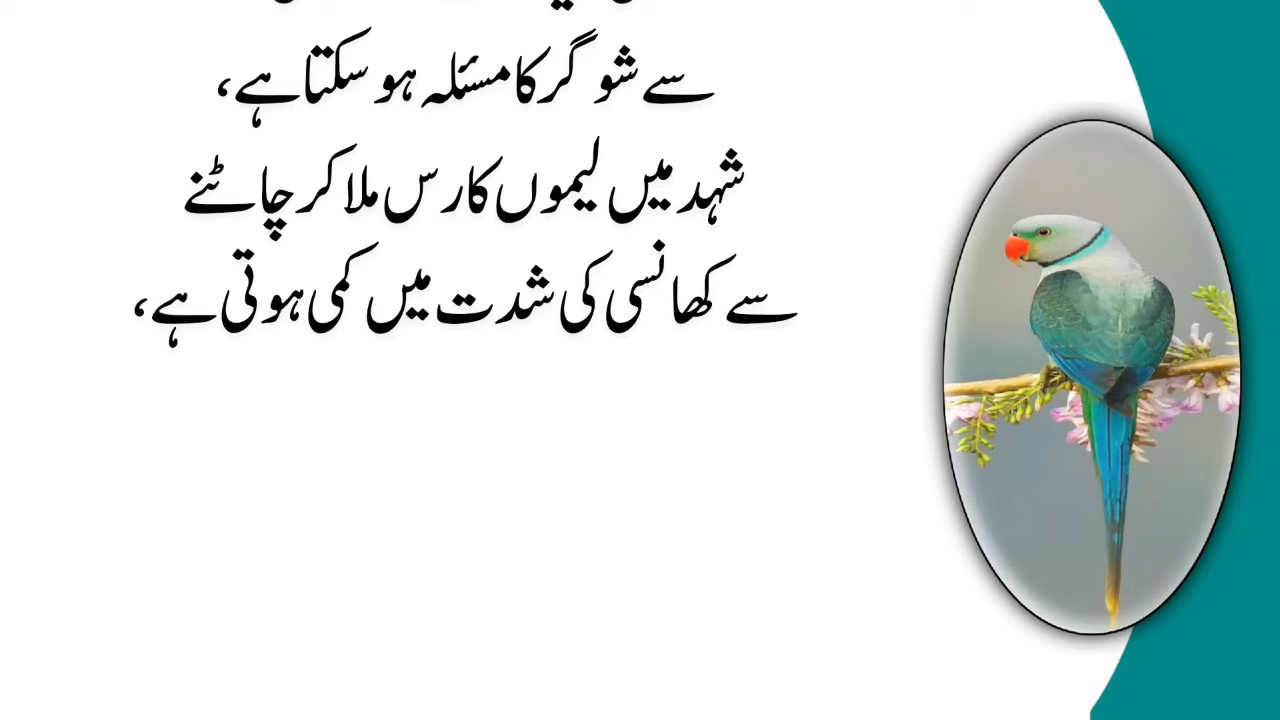 سے شوگر کا مسئلہ ہو سکتا ہے،
شہد میں لیموں کا رس ملا کر چاٹنے
سے کھانسی کی شدت میں کمی ہوتی ہے،